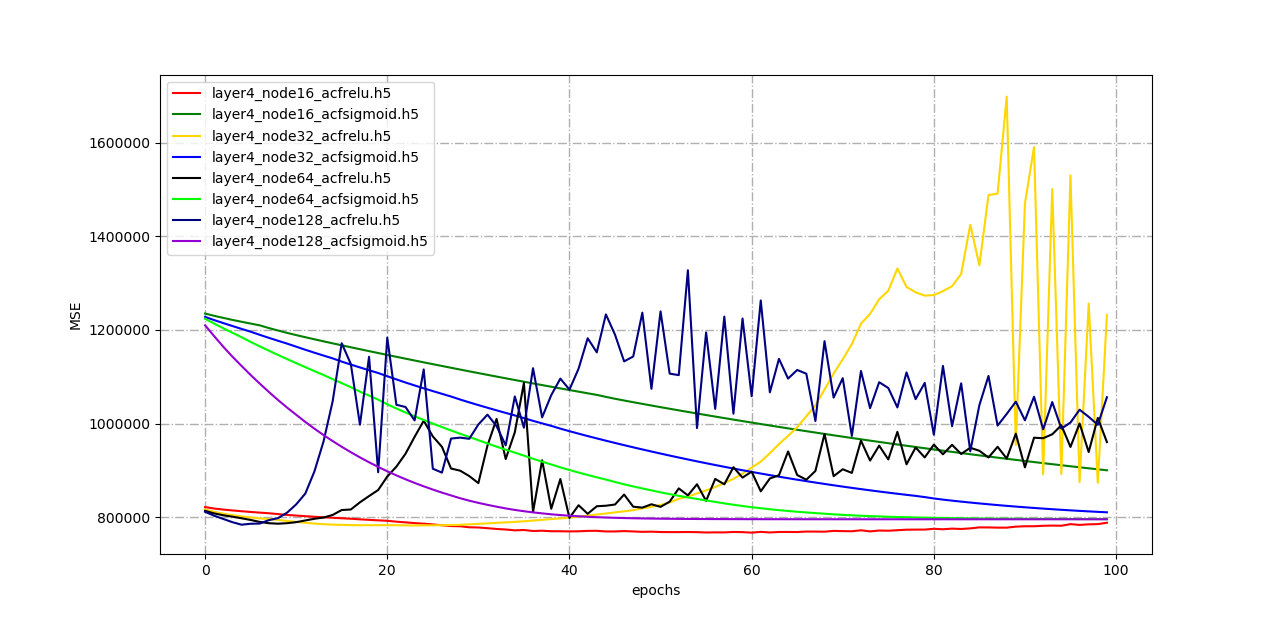 layer4_node16_acfrelu.h5
layer4_node16_acfsigmoid.h5
layer4_node32_acfrelu.h5
layer4_node32_acfsigmoid.h5
layer4_node64_acfrelu.h5
layer4_node64_acfsigmoid.h5
layer4_node128_acfrelu.h5
layer4_node128_acfsigmoid.h5
1600000
1400000
1200000
1000000
800000
MSE
0 20 40 60 80 100
epochs